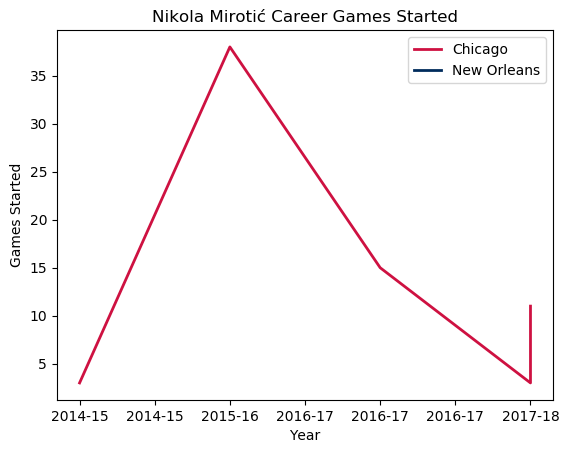 Nikola Mirotić Career Games Started
Chicago
New Orleans
Games Started
35
30
25
20
15
10
5
2014-15 2014-15 2015-16 2016-17 2016-17 2016-17 2017-18
Year